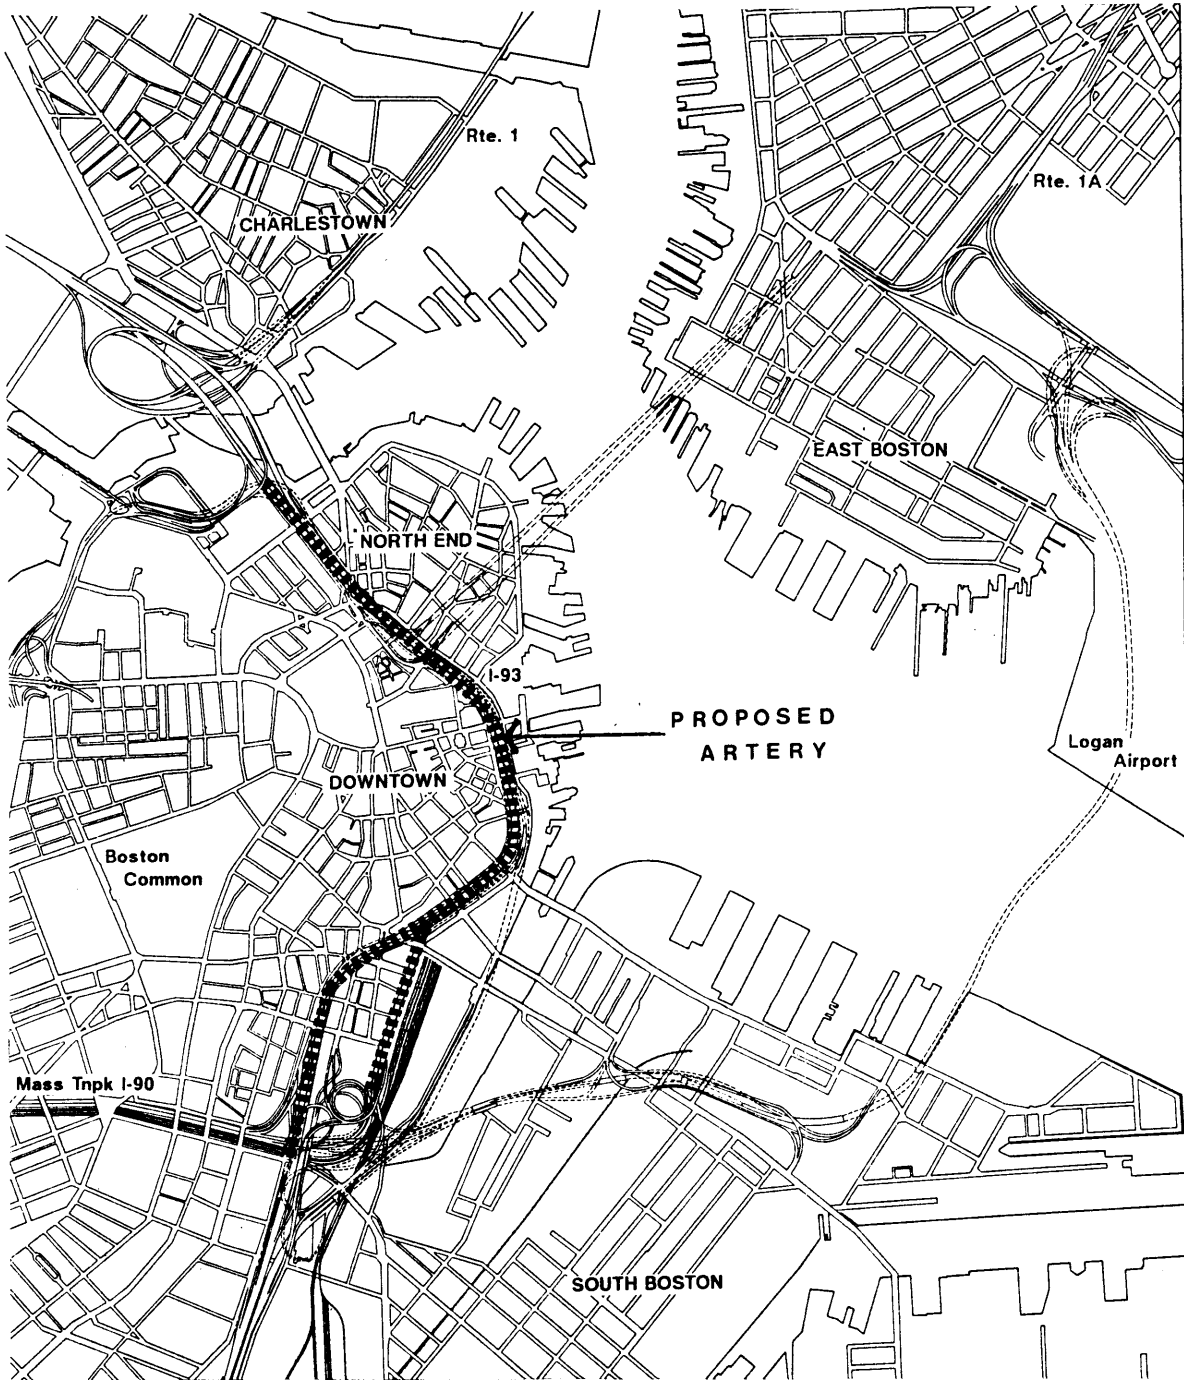 Rte. 1
Rte. 1A
CHARLESTOWN
EAST BOSTON
NORTH END
I-93
PROPOSED
ARTERY
Logan
Airport
DOWNTOWN
Boston
Common
Mass Tnpk I-90
SOUTH BOSTON